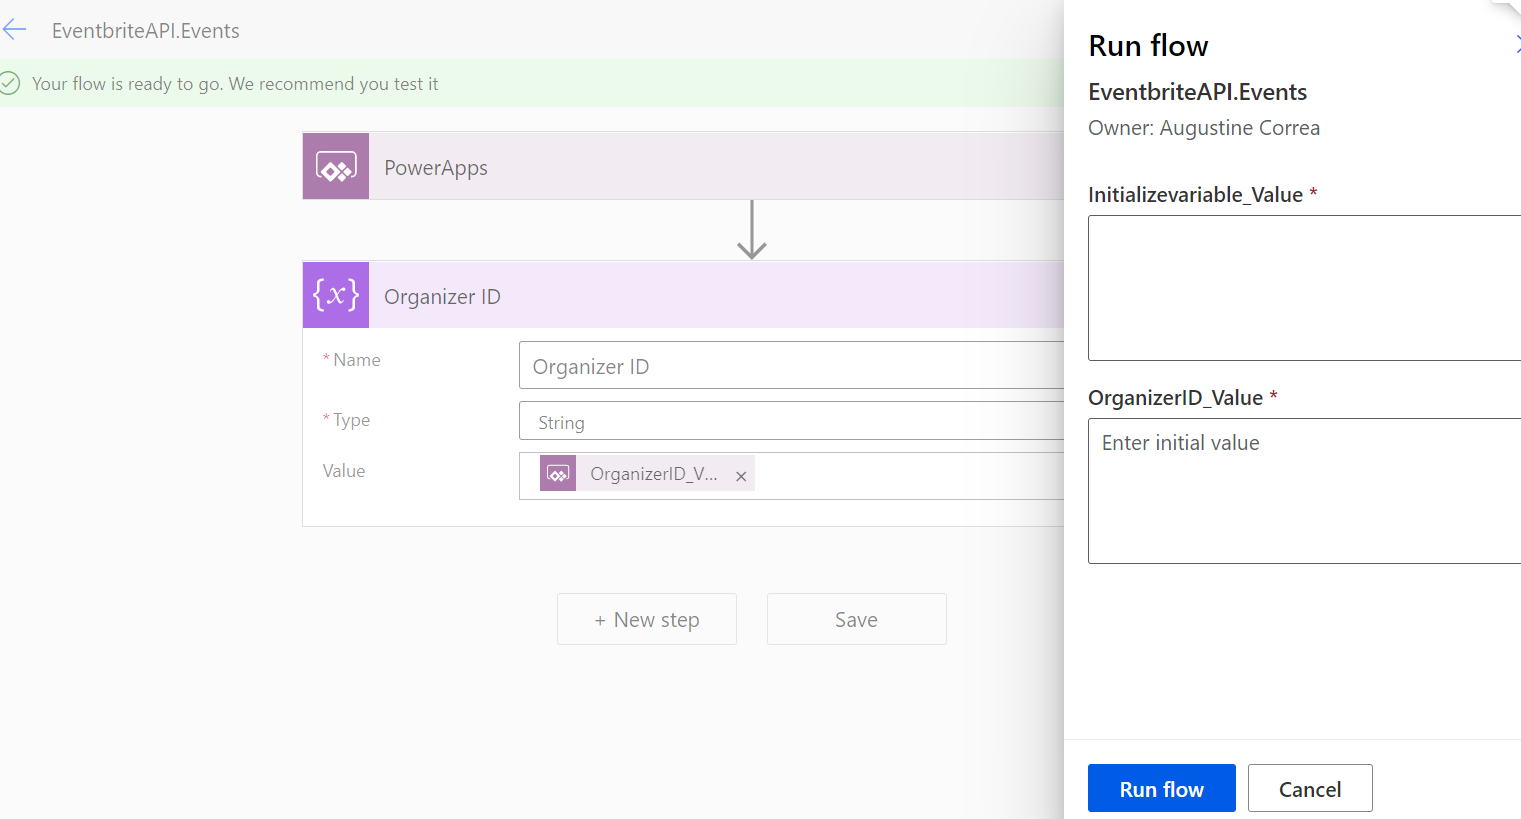 EventbriteAPI.Events
Your flow is ready to go. We recommend you test it
PowerApps
{x} Organizer ID
* Name Organizer ID
* Type String
Value OrganizerID_V... ×
+ New step Save
Run flow
EventbriteAPI.Events
Owner: Augustine Correa
Initializevariable_Value *
OrganizerID_Value *
Enter initial value
Run flow Cancel